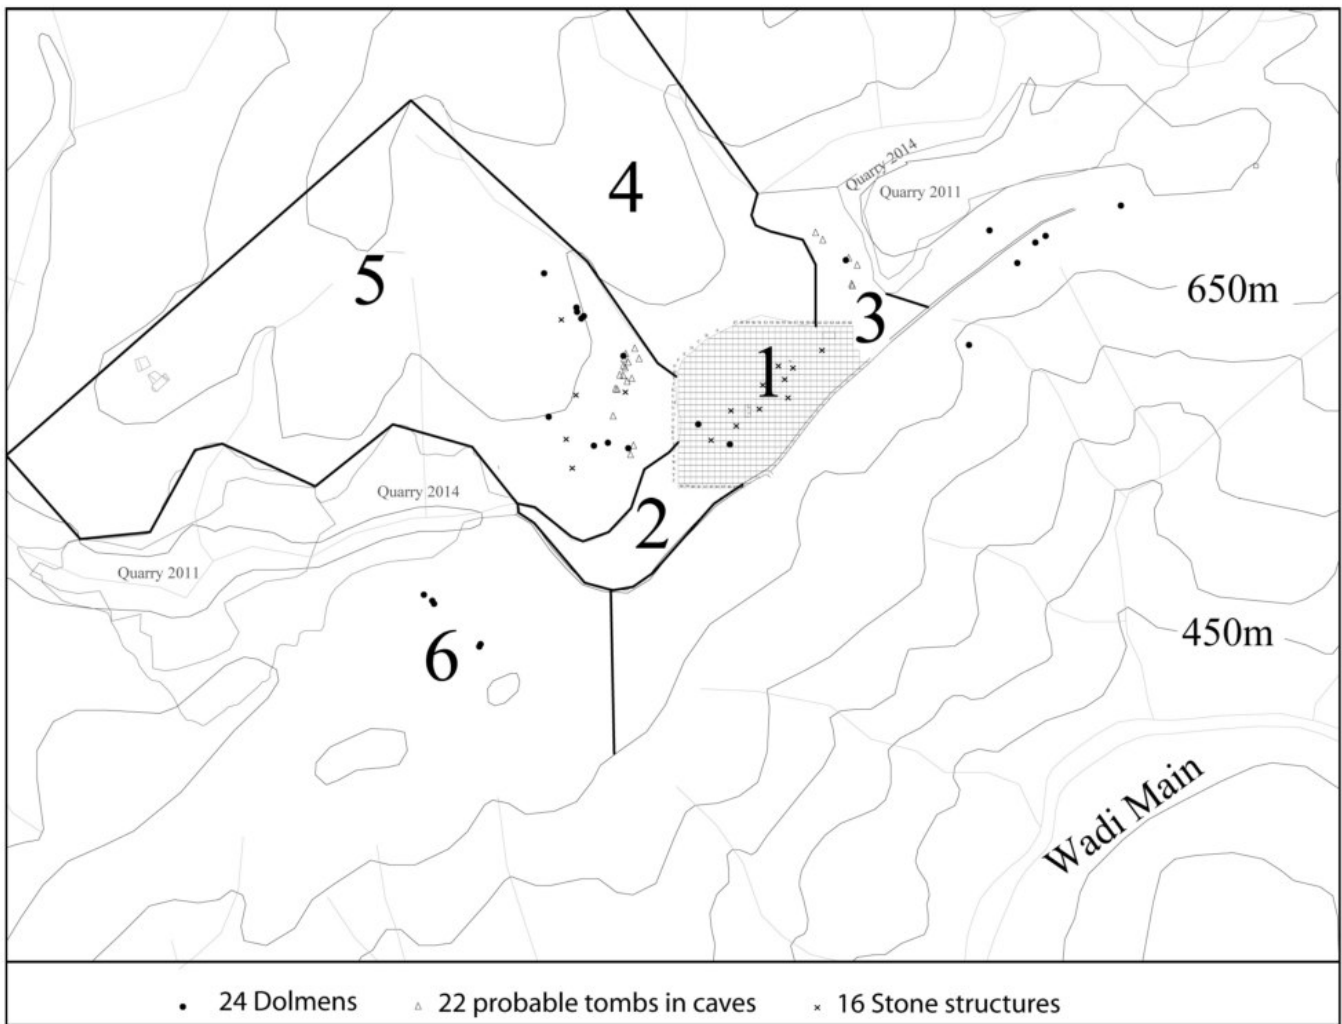 4
Quarry 2014
Quarry 2011
5
650m
3
1
Quarry 2014
2
Quarry 2011
450m
6
Wadi Main
24 Dolmens
22 probable tombs in caves
16 Stone structures